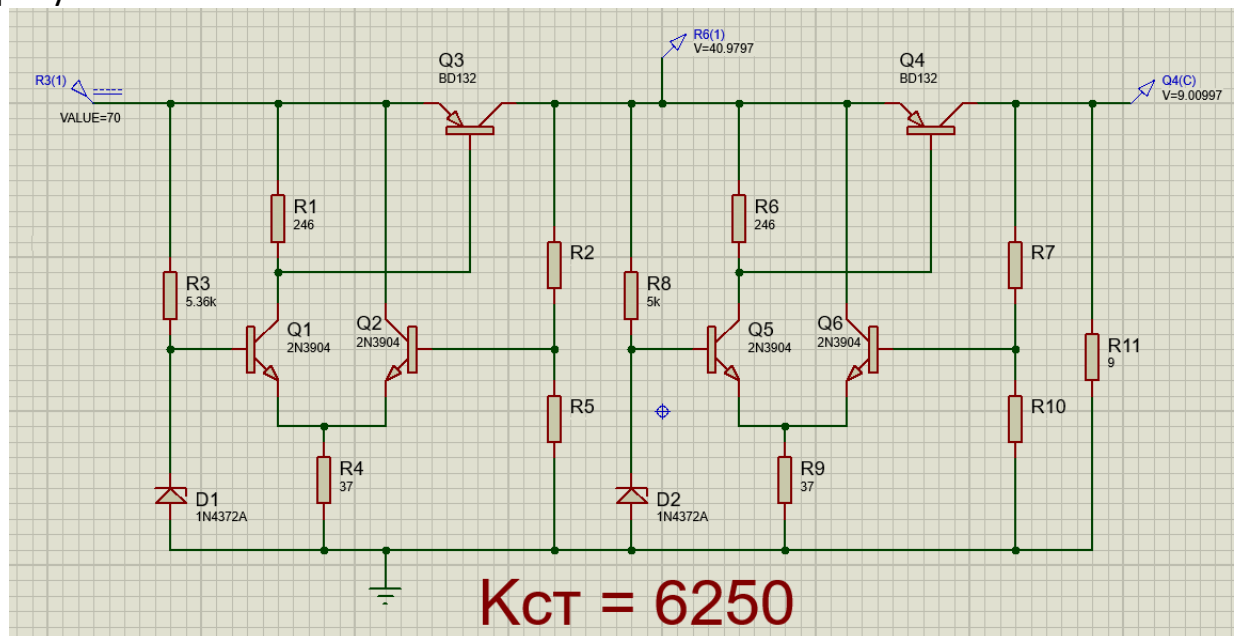 R3(1)
VALUE=70
Q3
BD132
R6(1)
V=40.9797
Q4
BD132
Q4(C)
V=9.00997
R1
246
R2
R3
5.36k
Q1
2N3904
Q2
2N3904
R5
R4
37
D1
1N4372A
R6
246
R7
R8
5k
Q5
2N3904
Q6
2N3904
R11
9
R10
R9
37
D2
1N4372A
Kст = 6250